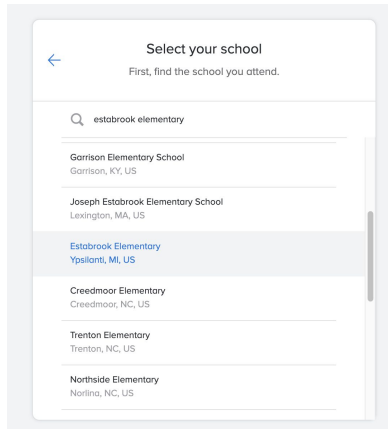 Select your school
First, find the school you attend.
estabrook elementary
Garrison Elementary School
Garrison, KY, US
Joseph Estabrook Elementary School
Lexington, MA, US
Estabrook Elementary
Ypsilanti, MI, US
Creedmoor Elementary
Creedmoor, NC, US
Trenton Elementary
Trenton, NC, US
Northside Elementary
Norlina, NC, US